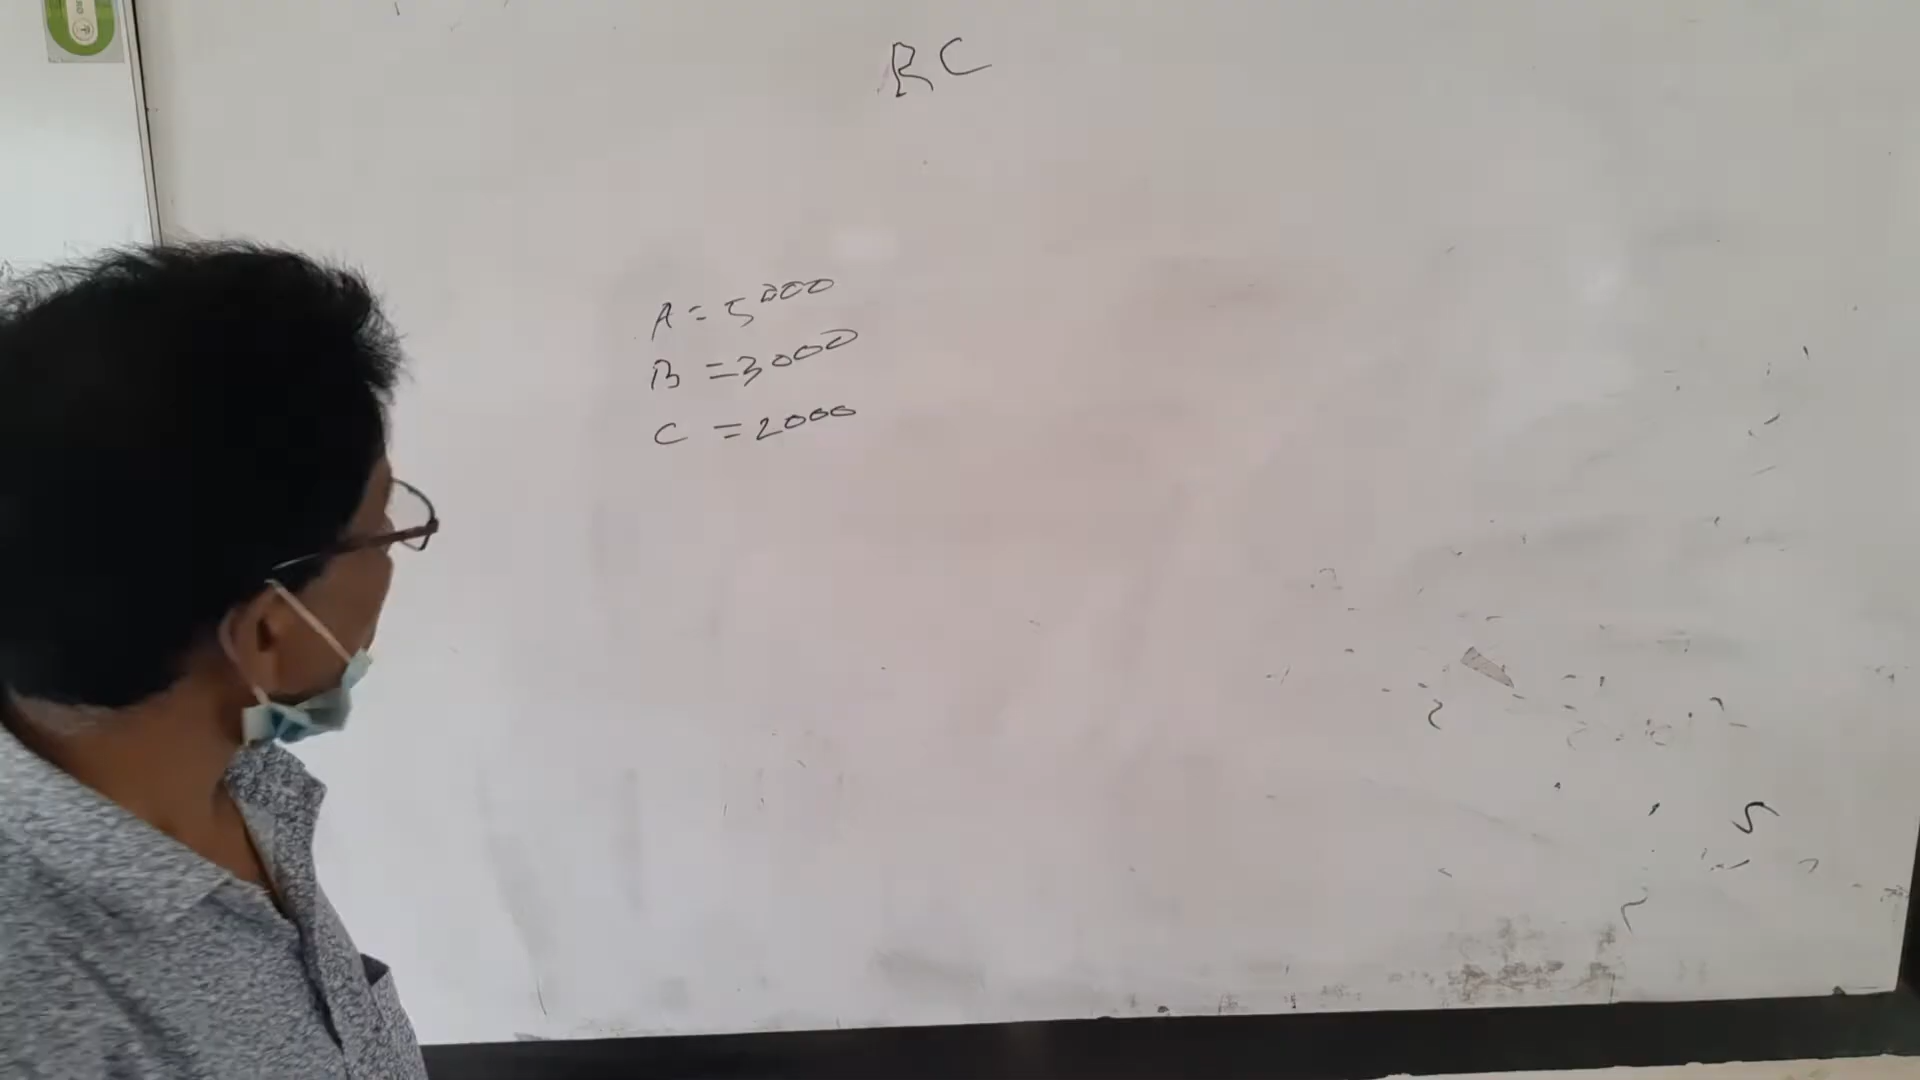 RC
A = 5000
B = 3000
C = 2000